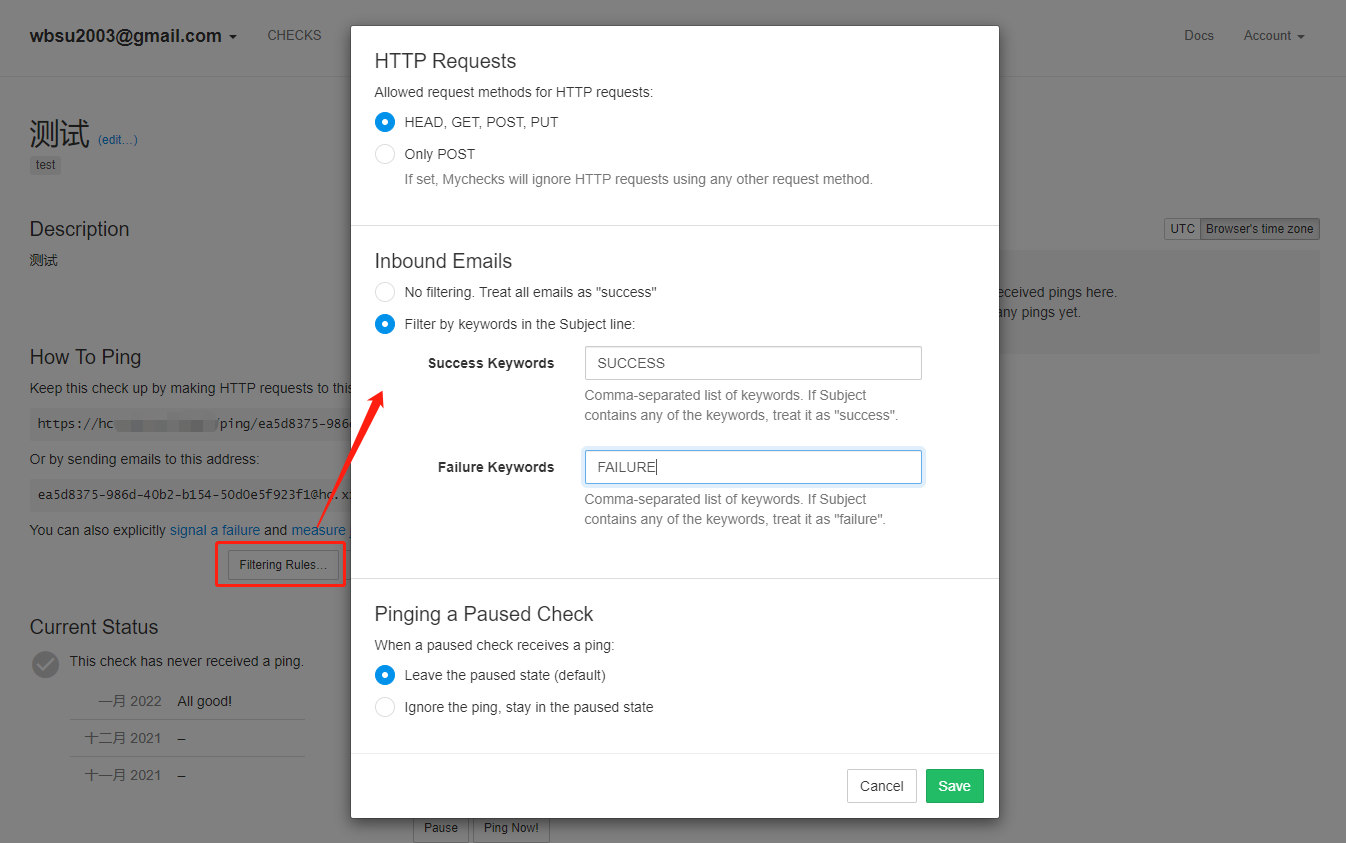 wbsu2003@gmail.com
CHECKS
Docs
Account
测试 (edit...)
test
Description
测试
How To Ping
Keep this check up by making HTTP requests to this
https://hc /ping/ea5d8375-986
Or by sending emails to this address:
ea5d8375-986d-40b2-b154-50d0e5f923f1@hc.x
You can also explicitly signal a failure and measure
Filtering Rules...
Current Status
This check has never received a ping.
一月 2022 All good!
十二月 2021 –
十一月 2021 –
HTTP Requests
Allowed request methods for HTTP requests:
HEAD, GET, POST, PUT
Only POST
If set, Mychecks will ignore HTTP requests using any other request method.
Inbound Emails
No filtering. Treat all emails as "success"
Filter by keywords in the Subject line:
Success Keywords SUCCESS
Comma-separated list of keywords. If Subject
contains any of the keywords, treat it as "success".
Failure Keywords FAILURE
Comma-separated list of keywords. If Subject
contains any of the keywords, treat it as "failure".
Pinging a Paused Check
When a paused check receives a ping:
Leave the paused state (default)
Ignore the ping, stay in the paused state
Cancel Save
Pause Ping Now!
UTC Browser's time zone
eceived pings here.
any pings yet.